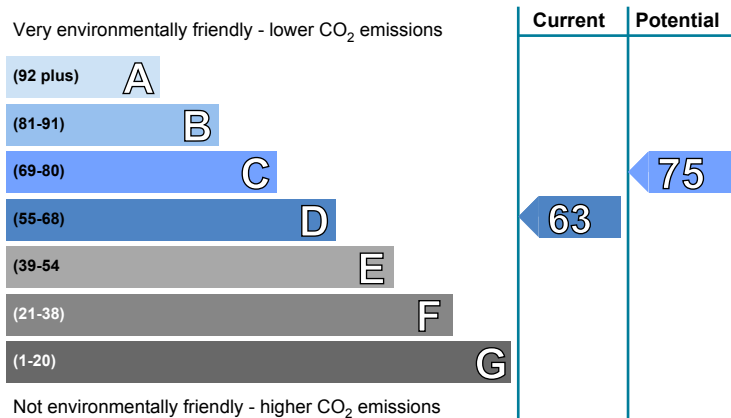 Current Potential
Very environmentally friendly - lower CO₂ emissions
(92 plus) A
(81-91) B
(69-80) C 75
(55-68) D 63
(39-54 E
(21-38) F
(1-20) G
Not environmentally friendly - higher CO₂ emissions